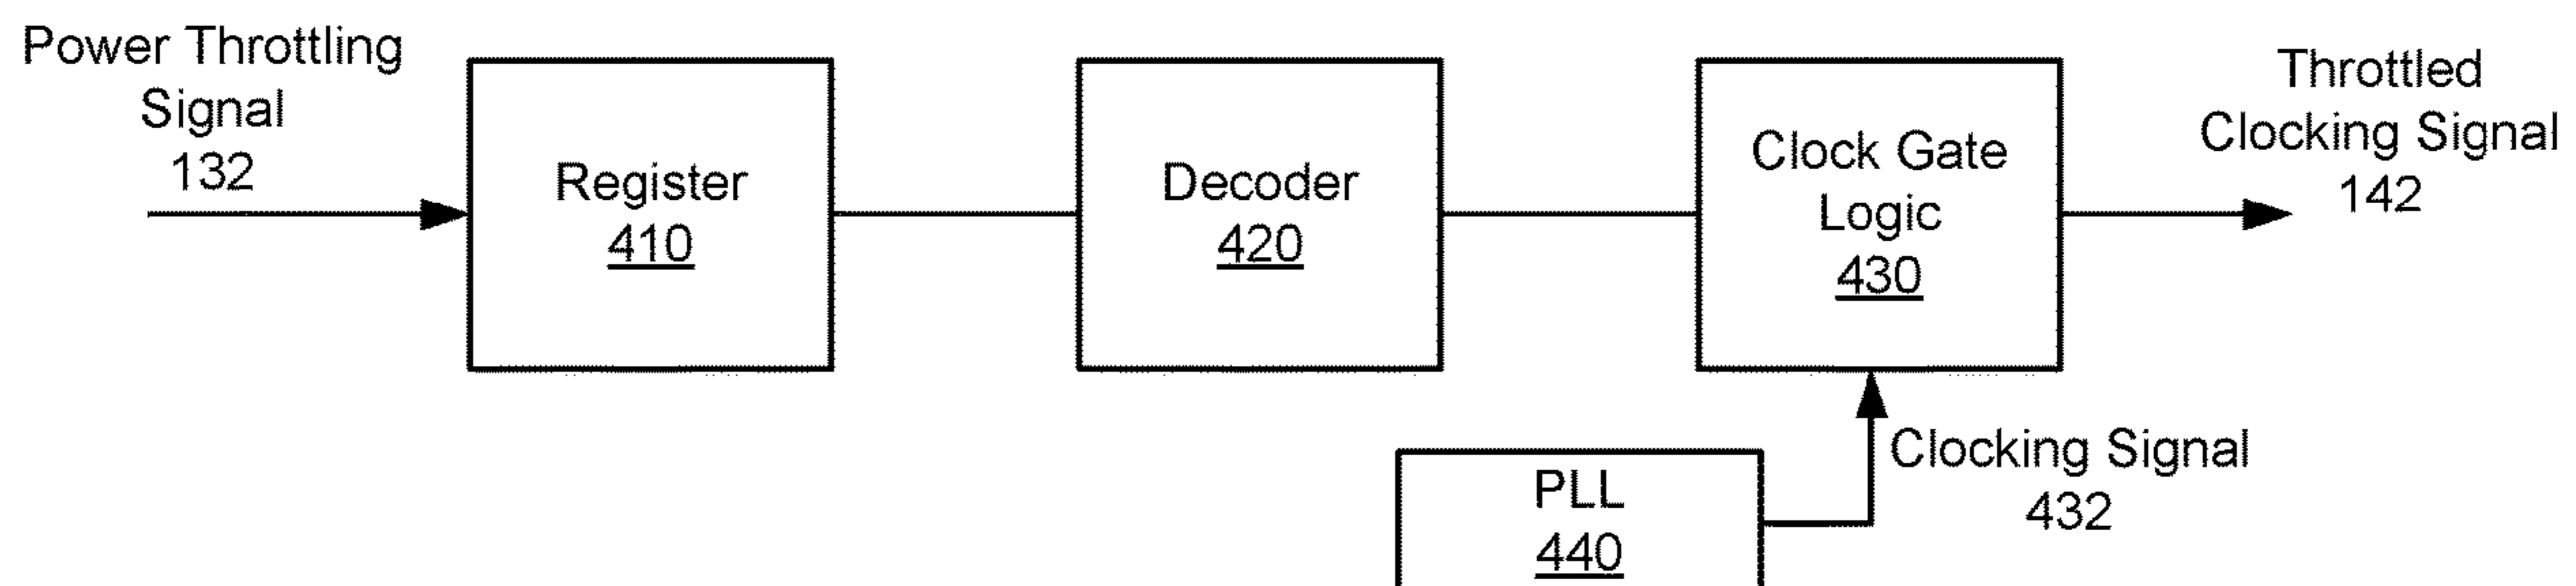 Power Throttling
Signal
132
Register
410
Decoder
420
Clock Gate
Logic
430
Throttled
Clocking Signal
142
PLL
440
Clocking Signal
432